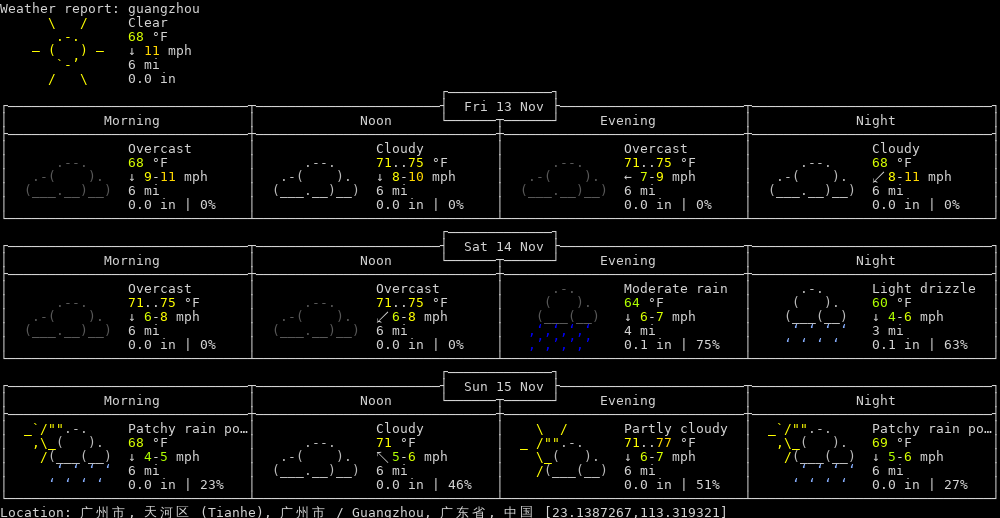 Weather report: guangzhou
Clear
68 °F
↓ 11 mph
6 mi
0.0 in
Fri 13 Nov
Morning Noon Evening Night
Overcast Cloudy Overcast Cloudy
68 °F 71..75 °F 71..75 °F 68 °F
↓ 9-11 mph ↓ 8-10 mph ← 7-9 mph ↙ 8-11 mph
6 mi 6 mi 6 mi 6 mi
0.0 in | 0% 0.0 in | 0% 0.0 in | 0% 0.0 in | 0%
Sat 14 Nov
Morning Noon Evening Night
Overcast Overcast Moderate rain Light drizzle
71..75 °F 71..75 °F 64 °F 60 °F
↓ 6-8 mph ↙ 6-8 mph ↓ 6-7 mph ↓ 4-6 mph
6 mi 6 mi 4 mi 3 mi
0.0 in | 0% 0.0 in | 0% 0.1 in | 75% 0.1 in | 63%
Sun 15 Nov
Morning Noon Evening Night
Patchy rain po… Cloudy Partly cloudy Patchy rain po…
68 °F 71 °F 71..77 °F 69 °F
↓ 4-5 mph ↖ 5-6 mph ↓ 6-7 mph ↓ 5-6 mph
6 mi 6 mi 6 mi 6 mi
0.0 in | 23% 0.0 in | 46% 0.0 in | 51% 0.0 in | 27%
Location: 广州市, 天河区 (Tianhe), 广州市 / Guangzhou, 广东省, 中国 [23.1387267,113.319321]